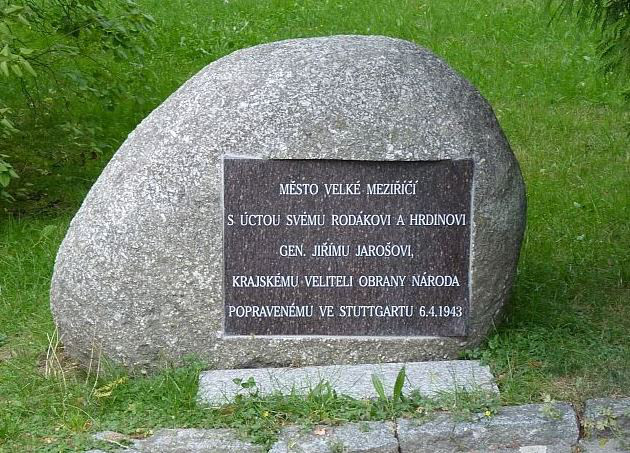 MĚSTO VELKÉ MEZIŘÍČÍ
S ÚCTOU SVÉMU RODÁKOVI A HRDINOVI
GEN. JIŘÍMU JAROŠOVI,
KRAJSKÉMU VELITELI OBRANY NÁRODA
POPRAVENÉMU VE STUTTGARTU 6.4.1943